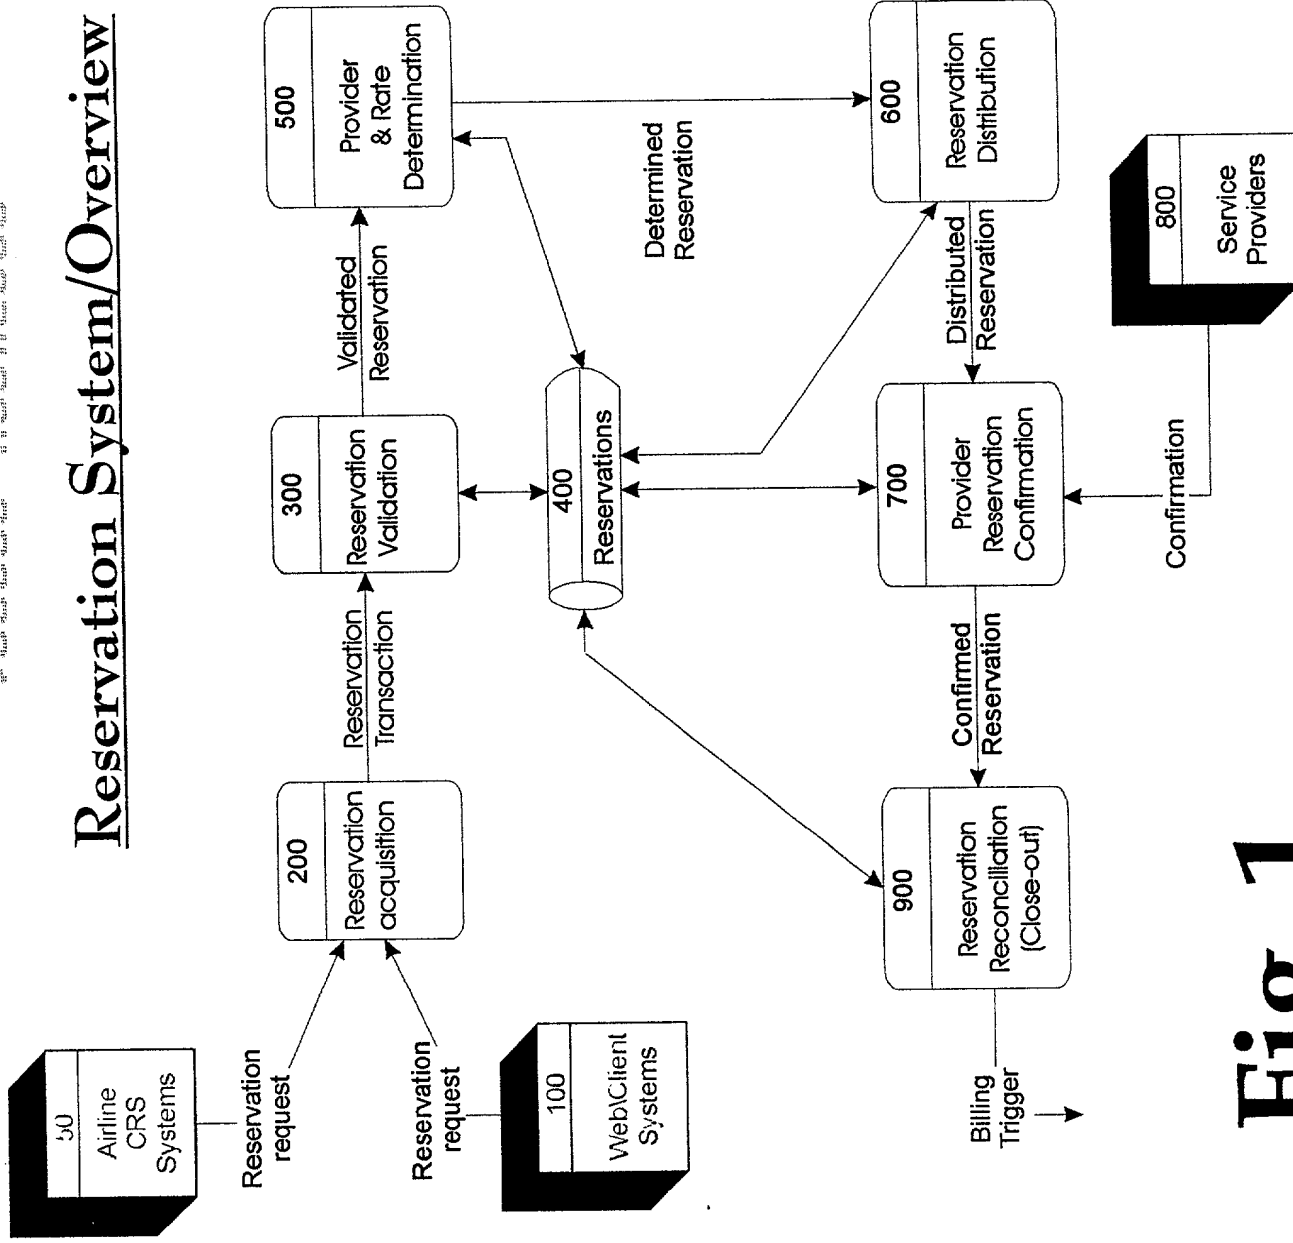 Reservation System/Overview
50
Airline
CRS
Systems
Reservation
request
100
Web\Client
Systems
Reservation
request
200
Reservation
acquisition
Reservation
Transaction
300
Reservation
Validation
Validated
Reservation
500
Provider
& Rate
Determination
400
Reservations
Determined
Reservation
600
Reservation
Distribution
Distributed
Reservation
700
Provider
Reservation
Confirmation
800
Service
Providers
Confirmation
Confirmed
Reservation
900
Reservation
Reconciliation
(Close-out)
Billing
Trigger
Fig. 1